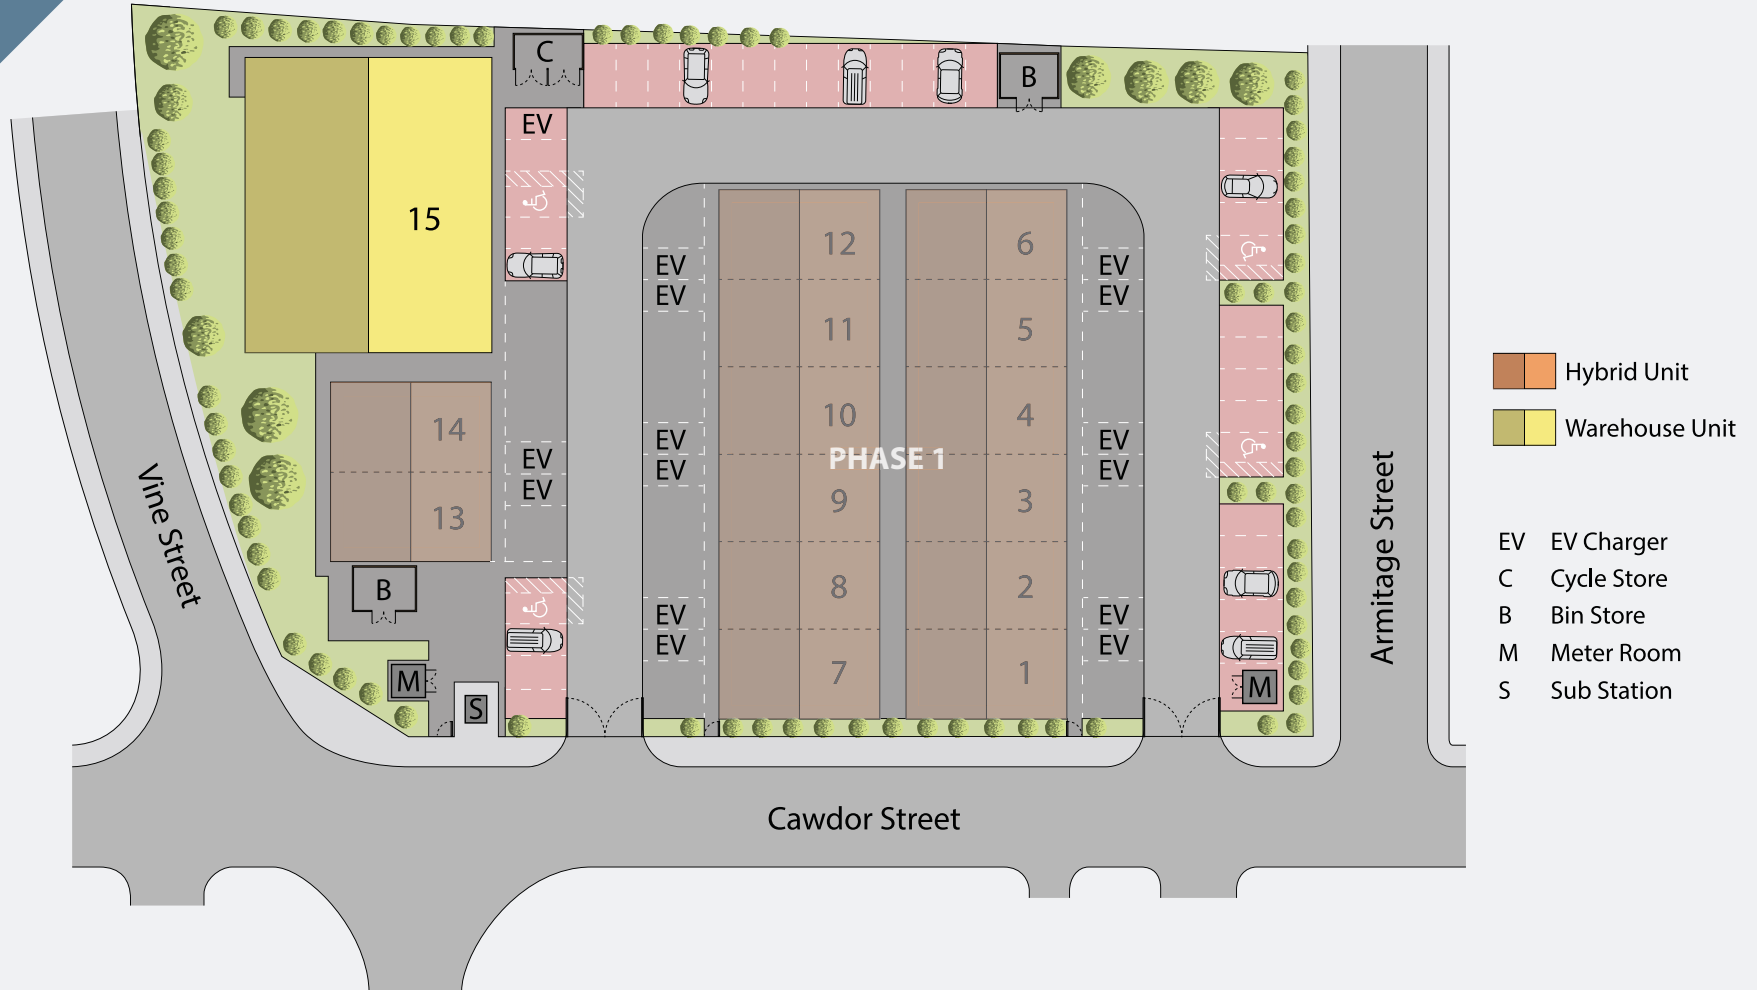 C
B
EV
15
12
6
EV
EV
EV
EV
11
5
14
10
4
EV
EV
EV
EV
EV
EV
PHASE 1
13
9
3
8
2
B
EV
EV
EV
EV
7
1
M
S
M
Vine Street
Armitage Street
Cawdor Street
Hybrid Unit
Warehouse Unit
EV EV Charger
C Cycle Store
B Bin Store
M Meter Room
S Sub Station